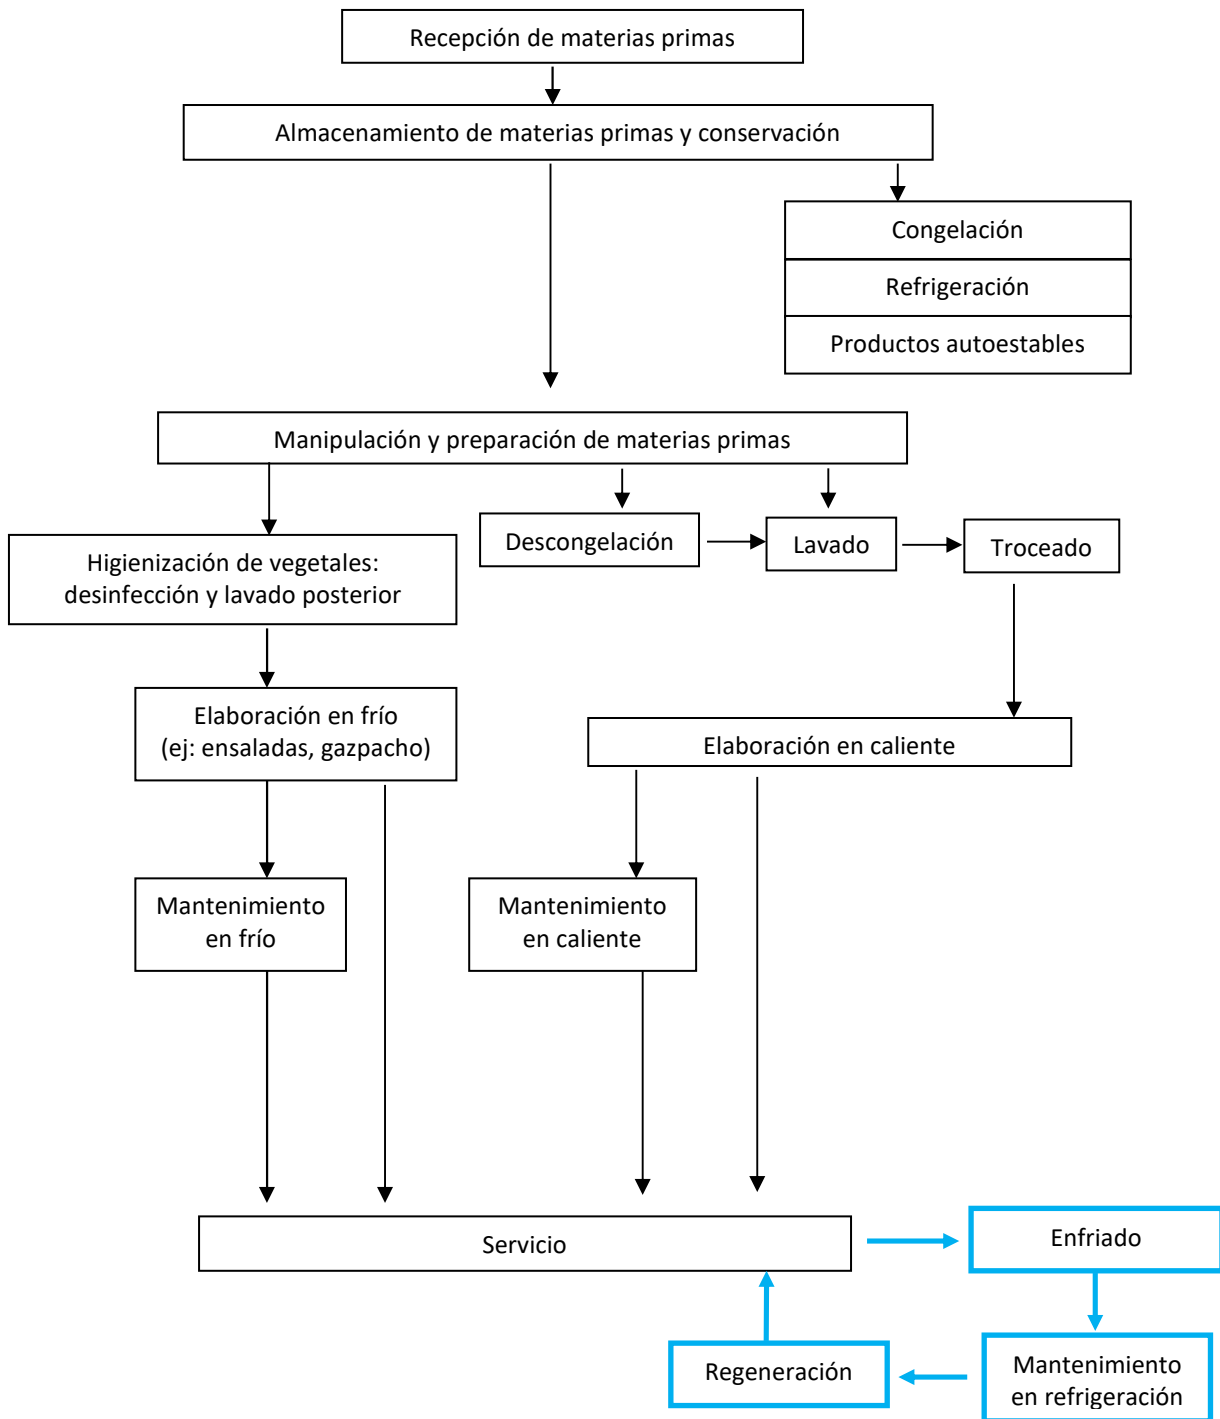 Recepción de materias primas
Almacenamiento de materias primas y conservación
Congelación
Refrigeración
Productos autoestables
Manipulación y preparación de materias primas
Descongelación
Lavado
Troceado
Higienización de vegetales:
desinfección y lavado posterior
Elaboración en frío
(ej: ensaladas, gazpacho)
Elaboración en caliente
Mantenimiento
en frío
Mantenimiento
en caliente
Servicio
Enfriado
Regeneración
Mantenimiento
en refrigeración